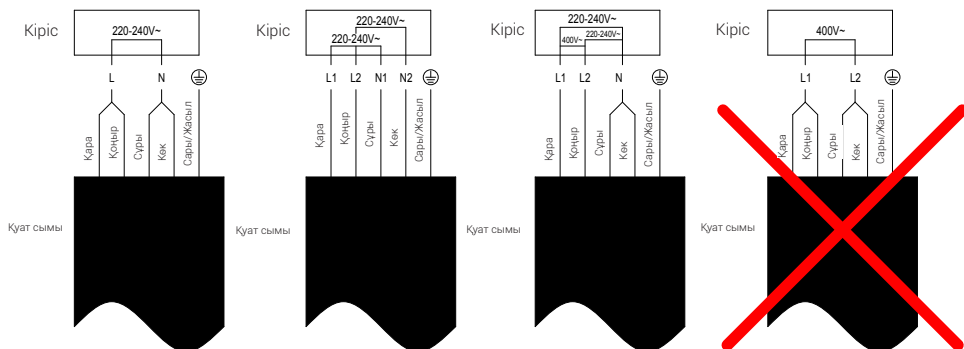 Кіріс
220-240V~
L N
Қара
Қоңыр
Сұры
Көк
Сары/Жасыл
Қуат сымы
Кіріс
220-240V~
220-240V~
L1 L2 N1 N2
Қара
Қоңыр
Сұры
Көк
Сары/Жасыл
Қуат сымы
Кіріс
220-240V~
400V~ 220-240V~
L1 L2 N
Қара
Қоңыр
Сұры
Көк
Сары/Жасыл
Қуат сымы
Кіріс
400V~
L1 L2
Қара
Қоңыр
Сұры
Көк
Сары/Жасыл
Қуат сымы